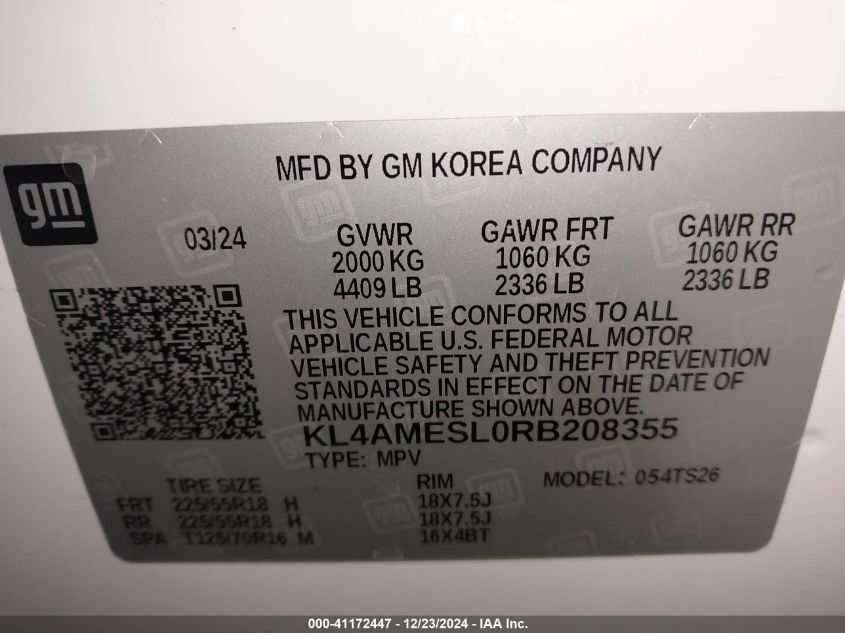 MFD BY GM KOREA COMPANY
gm
03/24 GVWR GAWR FRT GAWR RR
2000 KG 1060 KG 1060 KG
4409 LB 2336 LB 2336 LB
THIS VEHICLE CONFORMS TO ALL
APPLICABLE U.S. FEDERAL MOTOR
VEHICLE SAFETY AND THEFT PREVENTION
STANDARDS IN EFFECT ON THE DATE OF
MANUFACTURE SHOWN ABOVE.
KL4AMESL0RB208355
TYPE: MPV
TIRE SIZE RIM MODEL: 054TS26
FRT 225/55R18 H 18X7.5J
RR 225/55R18 H 18X7.5J
SPA T125/70R16 M 16X4BT
000-41172447 - 12/23/2024 - IAA Inc.